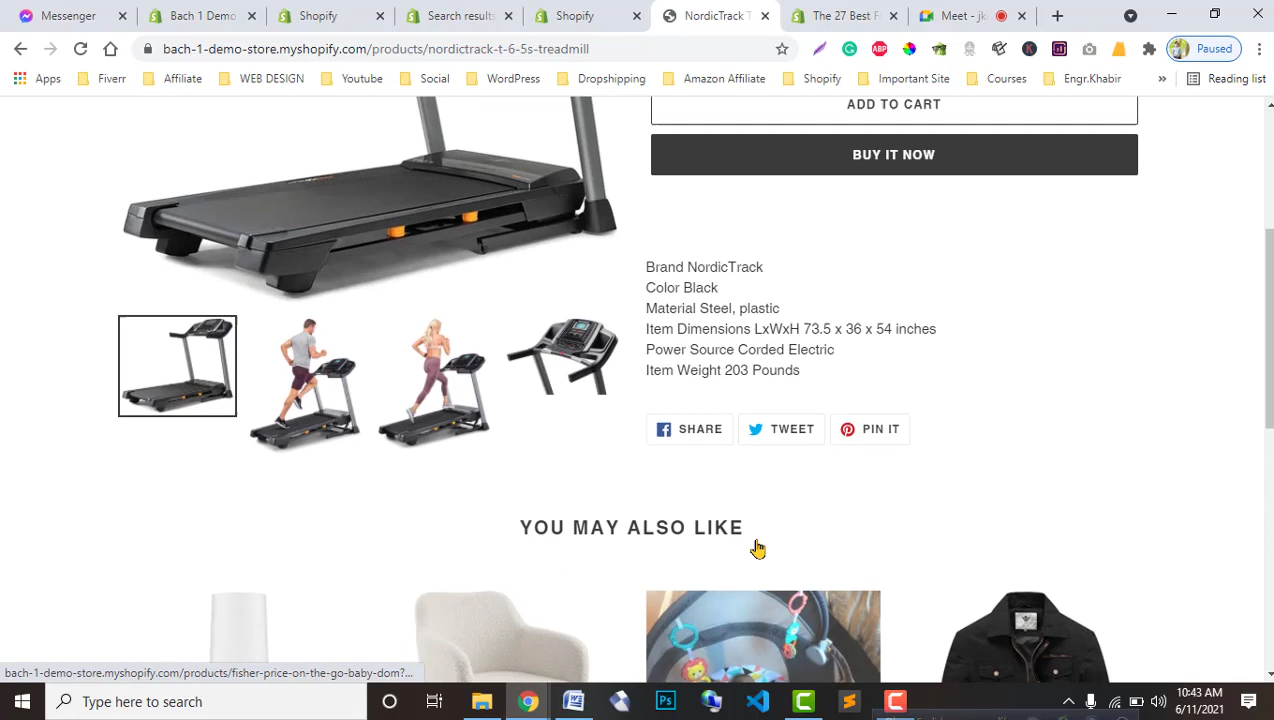 Bach 1 Demo
Shopify
Search results
Shopify
NordicTrack T
The 27 Best F
Meet - jk
bach-1-demo-store.myshopify.com/products/nordictrack-t-6-5s-treadmill
ABP
Paused
Apps
Fiverr
Affiliate
WEB DESIGN
Youtube
Social
WordPress
Dropshipping
Amazon Affiliate
Shopify
Important Site
Courses
Engr.Khabir
»
Reading list
ADD TO CART
BUY IT NOW
Brand NordicTrack
Color Black
Material Steel, plastic
Item Dimensions LxWxH 73.5 x 36 x 54 inches
Power Source Corded Electric
Item Weight 203 Pounds
SHARE
TWEET
PIN IT
YOU MAY ALSO LIKE
bach-1-demo-store.myshopify.com/products/fisher-price-on-the-go-baby-dom?...
Type here to search
Ps
10:43 AM
6/11/2021